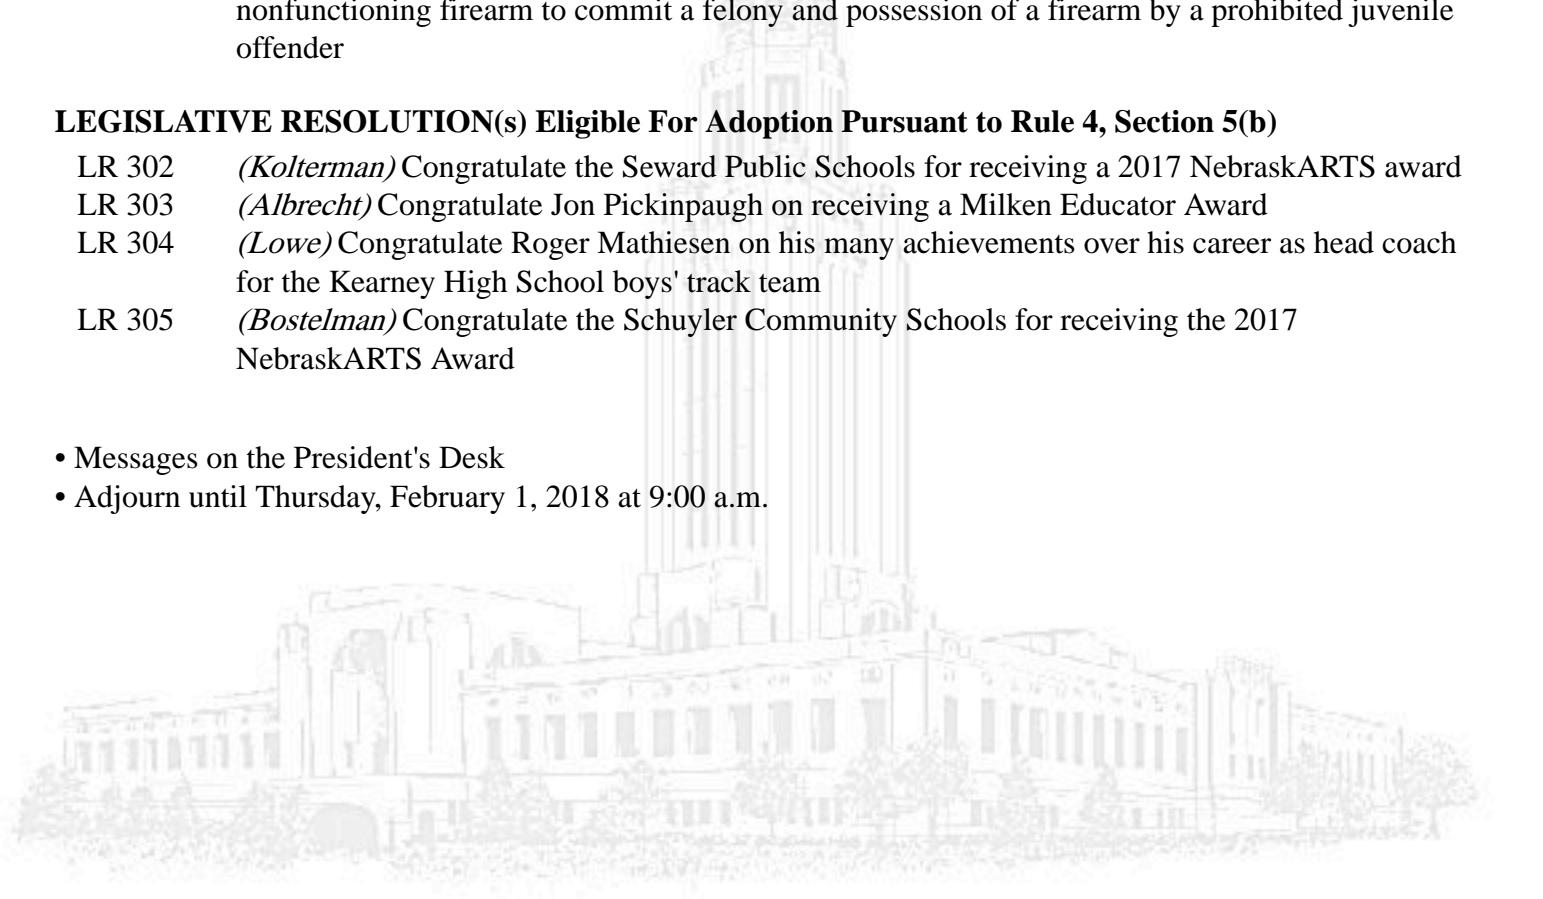 nonfunctioning firearm to commit a felony and possession of a firearm by a prohibited juvenile
offender
LEGISLATIVE RESOLUTION(s) Eligible For Adoption Pursuant to Rule 4, Section 5(b)
LR 302 (Kolterman) Congratulate the Seward Public Schools for receiving a 2017 NebraskARTS award
LR 303 (Albrecht) Congratulate Jon Pickinpaugh on receiving a Milken Educator Award
LR 304 (Lowe) Congratulate Roger Mathiesen on his many achievements over his career as head coach
for the Kearney High School boys' track team
LR 305 (Bostelman) Congratulate the Schuyler Community Schools for receiving the 2017
NebraskARTS Award
• Messages on the President's Desk
• Adjourn until Thursday, February 1, 2018 at 9:00 a.m.